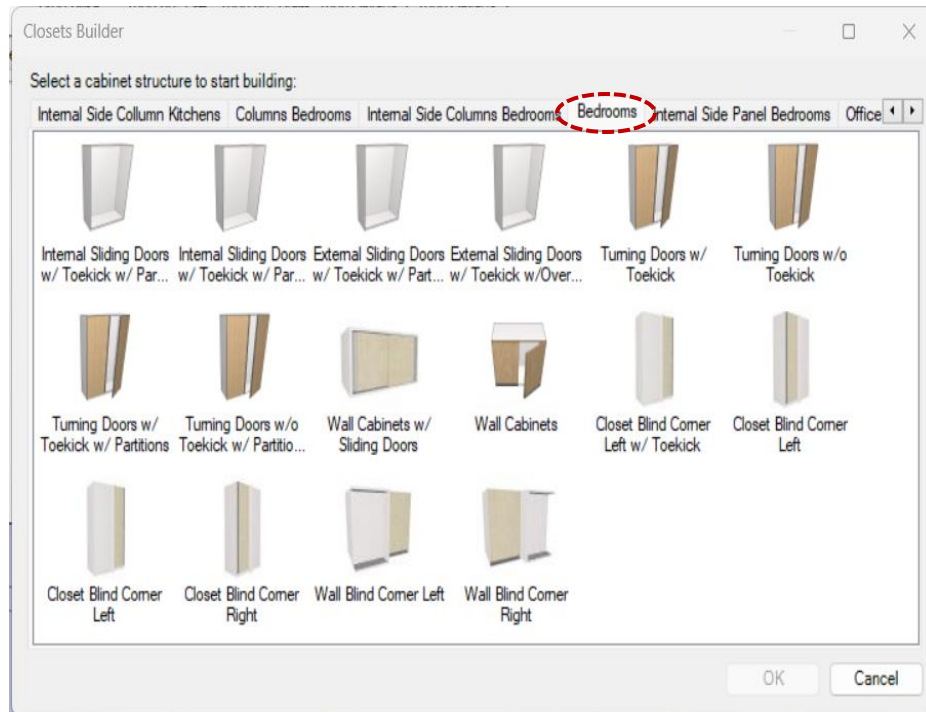 Closets Builder
Select a cabinet structure to start building:
Internal Side Collumn Kitchens Columns Bedrooms Internal Side Columns Bedrooms Bedrooms Internal Side Panel Bedrooms Office
Internal Sliding Doors Internal Sliding Doors External Sliding Doors External Sliding Doors Turning Doors w/ Turning Doors w/o
w/ Toekick w/ Par... w/ Toekick w/ Par... w/ Toekick w/ Part... w/ Toekick w/Over... Toekick Toekick
Turning Doors w/ Turning Doors w/o Wall Cabinets w/ Wall Cabinets Closet Blind Corner Closet Blind Corner
Toekick w/ Partitions Toekick w/ Partitio... Sliding Doors Left w/ Toekick Left
Closet Blind Corner Closet Blind Corner Wall Blind Corner Left Wall Blind Corner
Left Right Right
OK Cancel